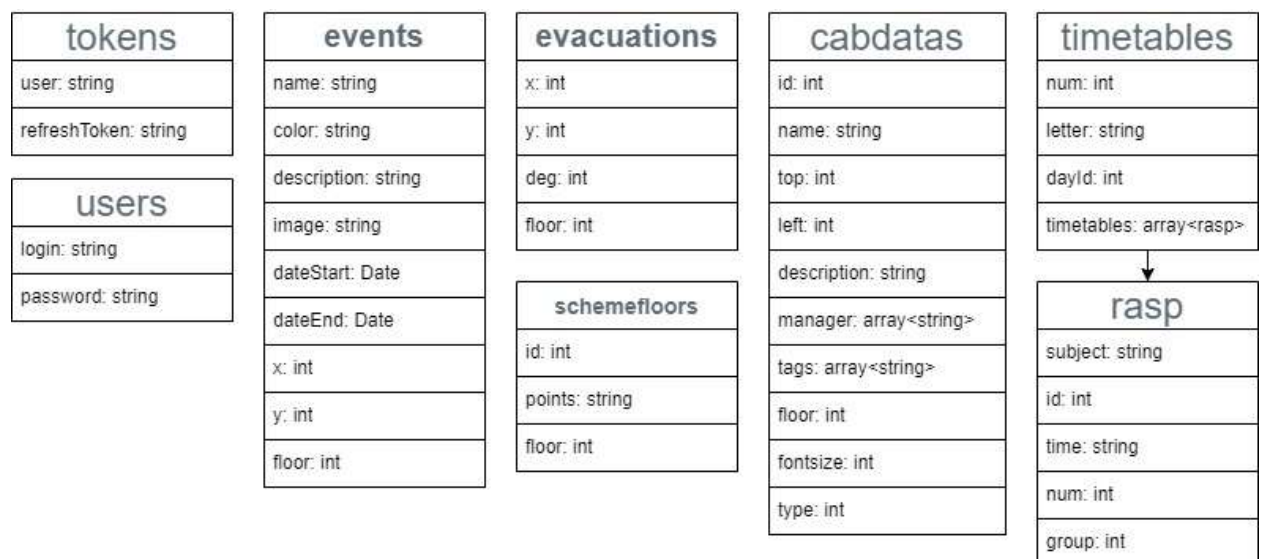 tokens
user: string
refreshToken: string
users
login: string
password: string
events
name: string
color: string
description: string
image: string
dateStart: Date
dateEnd: Date
x: int
y: int
floor: int
evacuations
x: int
y: int
deg: int
floor: int
schemefloors
id: int
points: string
floor: int
cabdatas
id: int
name: string
top: int
left: int
description: string
manager: array<string>
tags: array<string>
floor: int
fontsize: int
type: int
timetables
num: int
letter: string
dayId: int
timetables: array<rasp>
rasp
subject: string
id: int
time: string
num: int
group: int